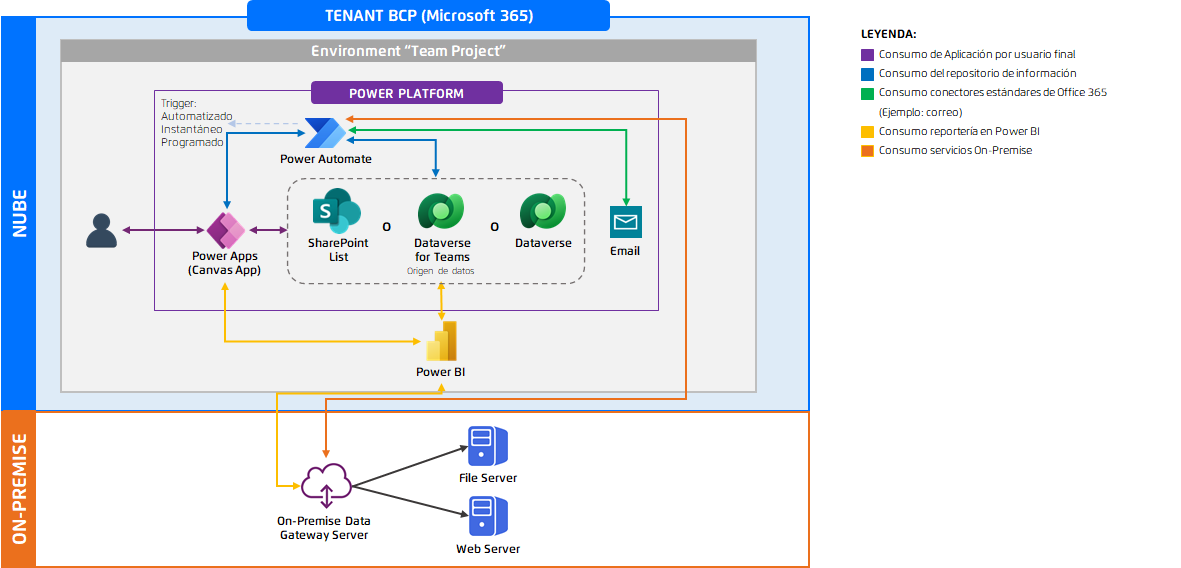 TENANT BCP (Microsoft 365)
Environment “Team Project”
POWER PLATFORM
Trigger:
Automatizado
Instantáneo
Programado
Power Automate
NUBE
S
SharePoint
List
O
Dataverse
for Teams
Origen de datos
O
Dataverse
Email
Power Apps
(Canvas App)
Power BI
ON-PREMISE
File Server
On-Premise Data
Gateway Server
Web Server
LEYENDA:
Consumo de Aplicación por usuario final
Consumo del repositorio de información
Consumo conectores estándares de Office 365
(Ejemplo: correo)
Consumo reportería en Power BI
Consumo servicios On-Premise